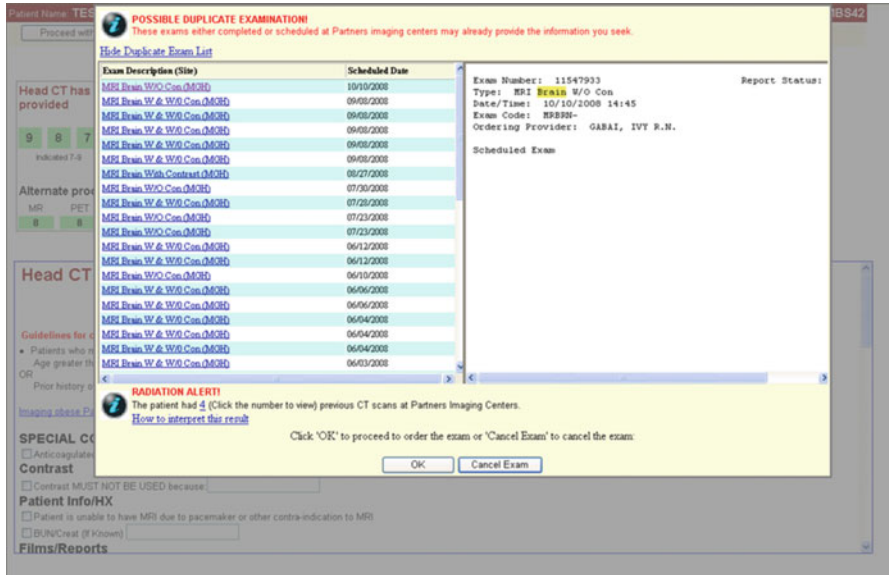 Patient Name: TES
IBS42
Proceed with
POSSIBLE DUPLICATE EXAMINATION!
These exams either completed or scheduled at Partners imaging centers may already provide the information you seek.
Hide Duplicate Exam List
Exam Description (Site) Scheduled Date
MRI Brain W/O Con (MGH) 10/10/2008
MRI Brain W & W/O Con (MGH) 09/08/2008
MRI Brain W & W/O Con (MGH) 09/08/2008
MRI Brain W & W/O Con (MGH) 09/08/2008
MRI Brain W & W/O Con (MGH) 09/08/2008
MRI Brain W & W/O Con (MGH) 09/08/2008
MRI Brain With Contrast (MGH) 08/27/2008
MRI Brain W/O Con (MGH) 07/30/2008
MRI Brain W & W/O Con (MGH) 07/28/2008
MRI Brain W/O Con (MGH) 07/23/2008
MRI Brain W/O Con (MGH) 07/23/2008
MRI Brain W & W/O Con (MGH) 06/12/2008
MRI Brain W & W/O Con (MGH) 06/12/2008
MRI Brain W/O Con (MGH) 06/10/2008
MRI Brain W & W/O Con (MGH) 06/06/2008
MRI Brain W & W/O Con (MGH) 06/06/2008
MRI Brain W & W/O Con (MGH) 06/04/2008
MRI Brain W & W/O Con (MGH) 06/04/2008
MRI Brain W & W/O Con (MGH) 06/04/2008
MRI Brain W & W/O Con (MGH) 06/03/2008
Exam Number: 11547933 Report Status:
Type: MRI Brain W/O Con
Date/Time: 10/10/2008 14:45
Exam Code: MRBRN-
Ordering Provider: GABAI, IVY R.N.
Scheduled Exam
RADIATION ALERT!
The patient had 4 (Click the number to view) previous CT scans at Partners Imaging Centers.
How to interpret this result
Click 'OK' to proceed to order the exam or 'Cancel Exam' to cancel the exam:
OK Cancel Exam
Head CT has
provided
9 8 7
Indicated 7-9
Alternate proc
MR PET
8 8
Head CT
Guidelines for c
Patients who m
Age greater th
OR
Prior history o
Imaging obese Pa
SPECIAL CO
Anticoagulate
Contrast
Contrast MUST NOT BE USED because:
Patient Info/HX
Patient is unable to have MRI due to pacemaker or other contra-indication to MRI
BUN/Creat (If Known)
Films/Reports